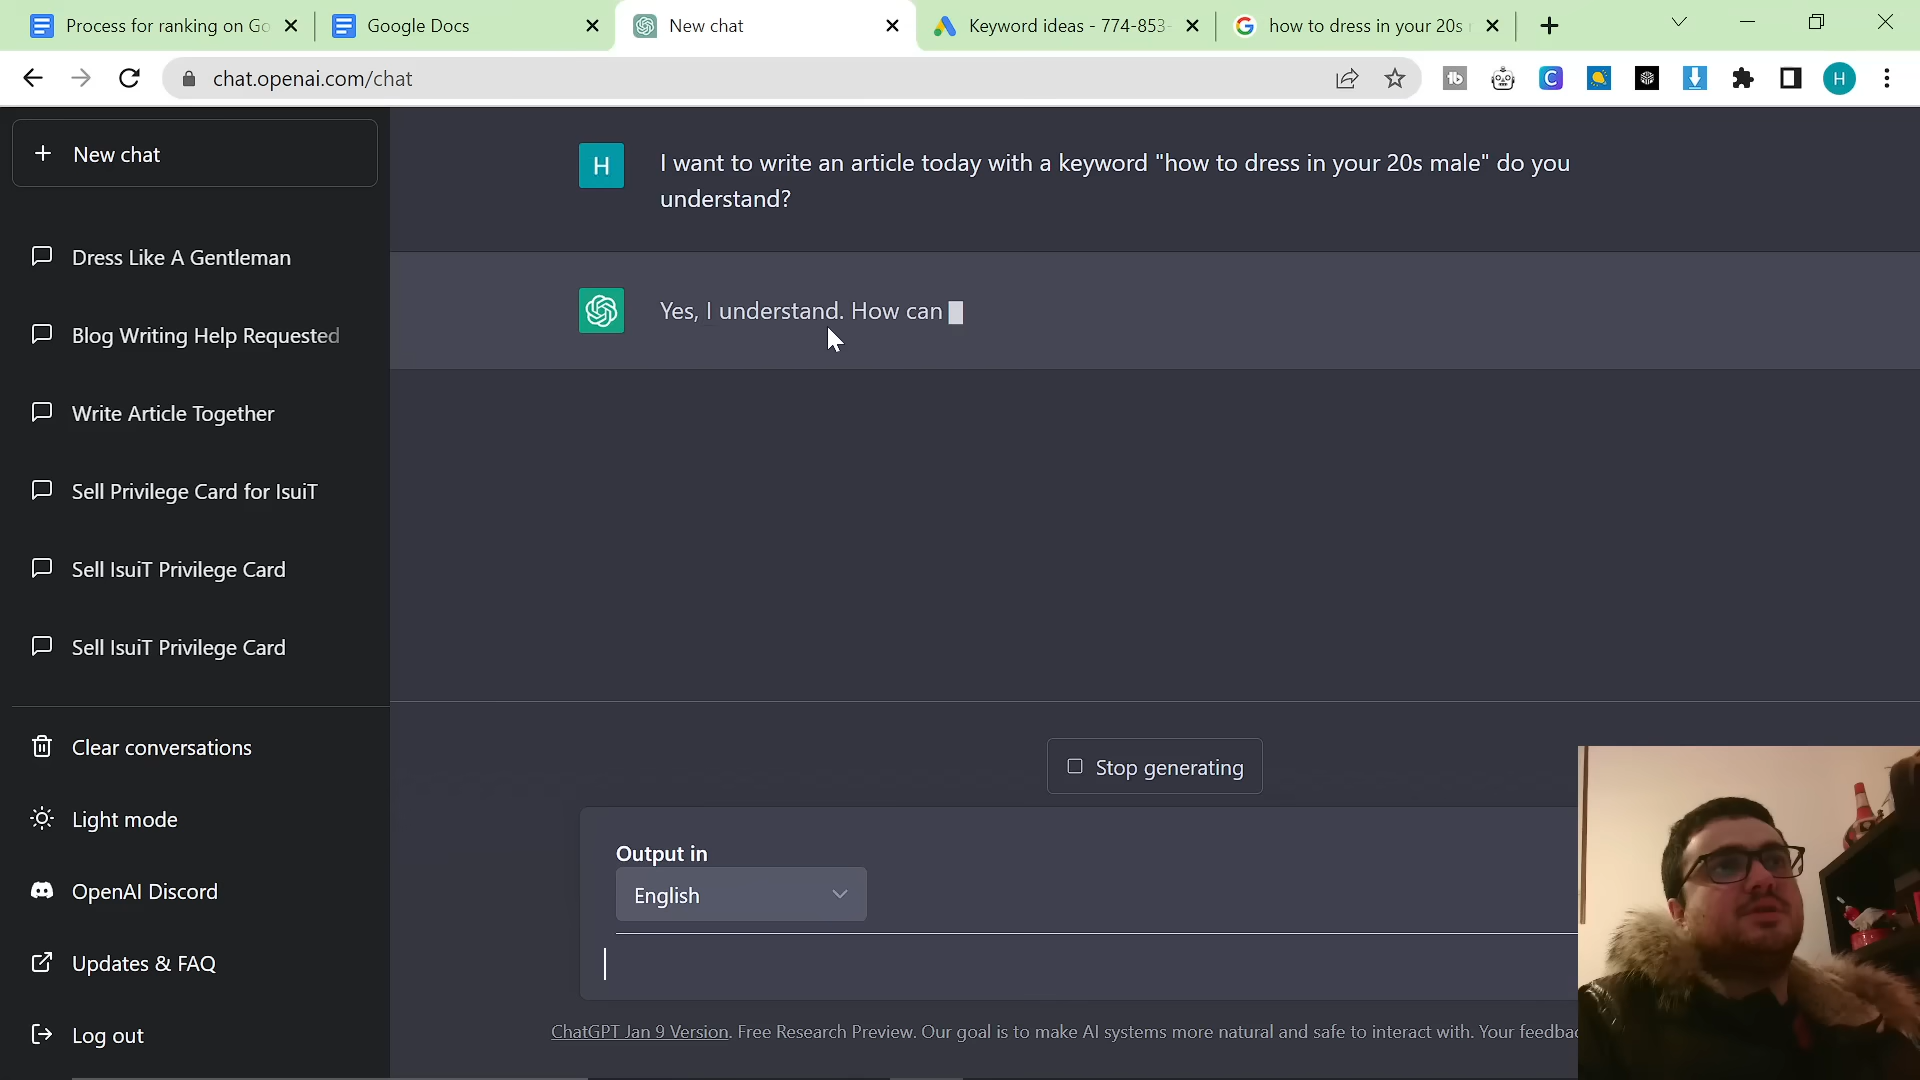 Process for ranking on Go
Google Docs
New chat
Keyword ideas - 774-853-
how to dress in your 20s
chat.openai.com/chat
H
New chat
Dress Like A Gentleman
Blog Writing Help Requested
Write Article Together
Sell Privilege Card for IsuiT
Sell IsuiT Privilege Card
Sell IsuiT Privilege Card
Clear conversations
Light mode
OpenAI Discord
Updates & FAQ
Log out
H
I want to write an article today with a keyword "how to dress in your 20s male" do you
understand?
Yes, I understand. How can
Stop generating
Output in
English
ChatGPT Jan 9 Version. Free Research Preview. Our goal is to make AI systems more natural and safe to interact with. Your feedbac